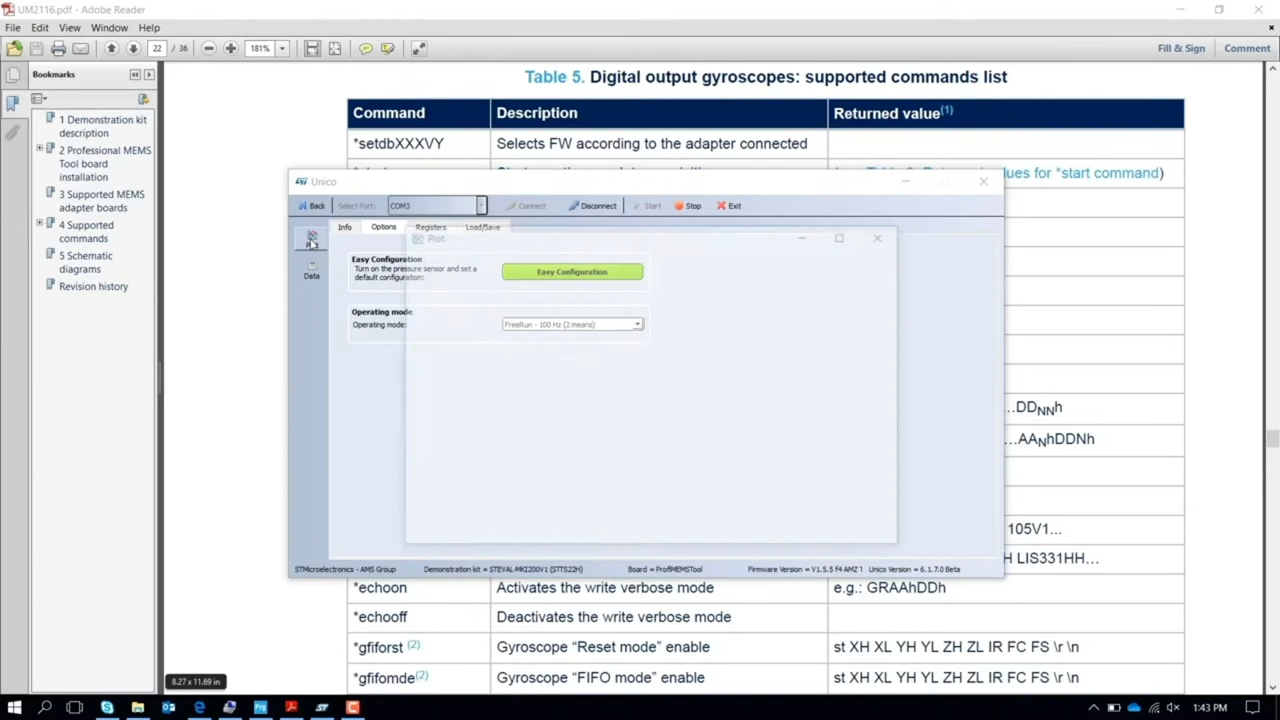 UM2116.pdf - Adobe Reader
File Edit View Window Help
22 / 36
181%
Fill & Sign
Comment
Bookmarks
1 Demonstration kit
description
2 Professional MEMS
Tool board
installation
3 Supported MEMS
adapter boards
4 Supported
commands
5 Schematic
diagrams
Revision history
8.27 x 11.69 in
Table 5. Digital output gyroscopes: supported commands list
Command Description Returned value(1)
*setdbXXXVY Selects FW according to the adapter connected
lues for *start command)
…DDNNh
…AANhDDNh
105V1…
H LIS331HH…
*echoon Activates the write verbose mode e.g.: GRAAhDDh
*echooff Deactivates the write verbose mode
*gfiforst (2) Gyroscope “Reset mode” enable st XH XL YH YL ZH ZL IR FC FS \r \n
*gfifomde(2) Gyroscope “FIFO mode” enable st XH XL YH YL ZH ZL IR FC FS \r \n
Unico
Back Select Port: COM3 Connect Disconnect Start Stop Exit
Info Options Registers Load/Save
Plot
Data
Easy Configuration
Turn on the pressure sensor and set a
default configuration:
Easy Configuration
Operating mode
Operating mode: FreeRun - 100 Hz (2 means)
STMicroelectronics - AMS Group Demonstration kit = STEVAL-MKI200V1 (STTS22H) Board = ProfiMEMSTool Firmware Version = V1.5.5 f4 AMZ T Unico Version = 6.1.7.0 Beta
1:43 PM